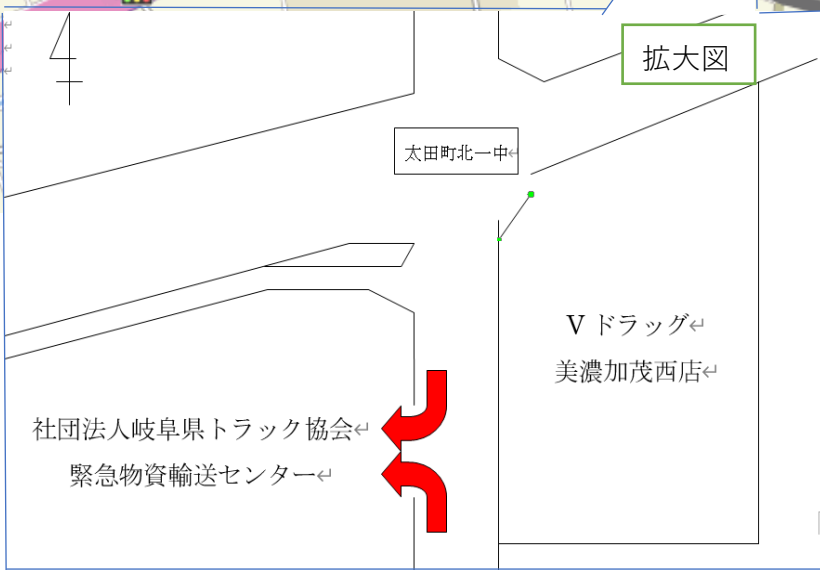 拡大図
太田町北一中
Vドラッグ
美濃加茂西店
社団法人岐阜県トラック協会
緊急物資輸送センター